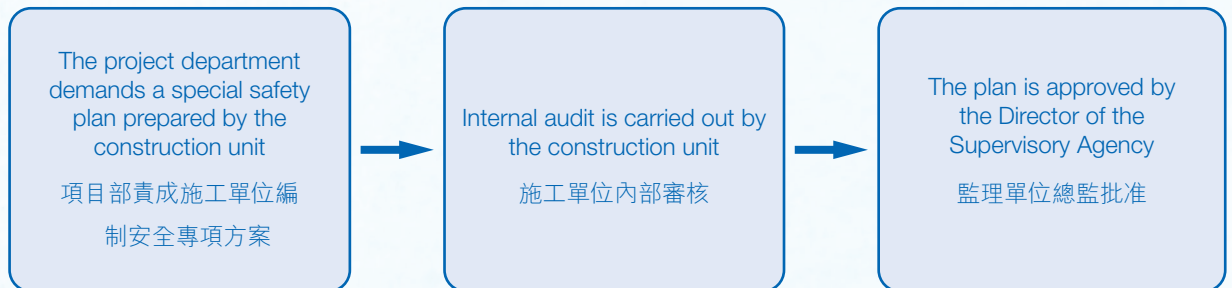 The project department
demands a special safety
plan prepared by the
construction unit
項目部責成施工單位編
制安全專項方案
Internal audit is carried out by
the construction unit
施工單位內部審核
The plan is approved by
the Director of the
Supervisory Agency
監理單位總監批准